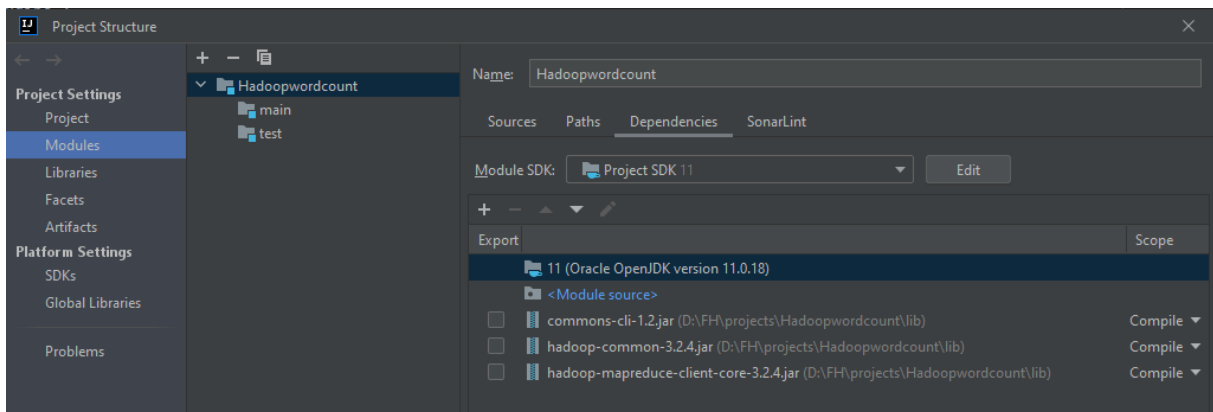 Project Structure
Project Settings
Project
Modules
Libraries
Facets
Artifacts
Platform Settings
SDKs
Global Libraries
Problems
Hadoopwordcount
main
test
Name: Hadoopwordcount
Sources Paths Dependencies SonarLint
Module SDK: Project SDK 11 Edit
Export Scope
11 (Oracle OpenJDK version 11.0.18)
<Module source>
commons-cli-1.2.jar (D:\FH\projects\Hadoopwordcount\lib) Compile
hadoop-common-3.2.4.jar (D:\FH\projects\Hadoopwordcount\lib) Compile
hadoop-mapreduce-client-core-3.2.4.jar (D:\FH\projects\Hadoopwordcount\lib) Compile